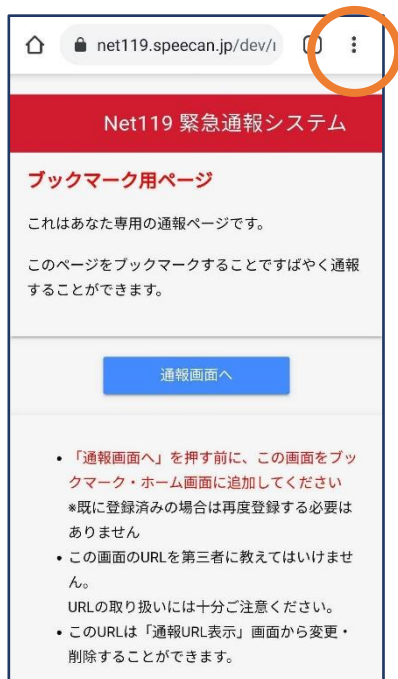 net119.speecan.jp/dev/
Net119 緊急通報システム
ブックマーク用ページ
これはあなた専用の通報ページです。
このページをブックマークすることですばやく通報
することができます。
通報画面へ
• 「通報画面へ」を押す前に、この画面をブッ
クマーク・ホーム画面に追加してください
※既に登録済みの場合は再度登録する必要は
ありません
• この画面のURLを第三者に教えてはいけませ
ん。
URLの取り扱いには十分ご注意ください。
• このURLは「通報URL表示」画面から変更・
削除することができます。